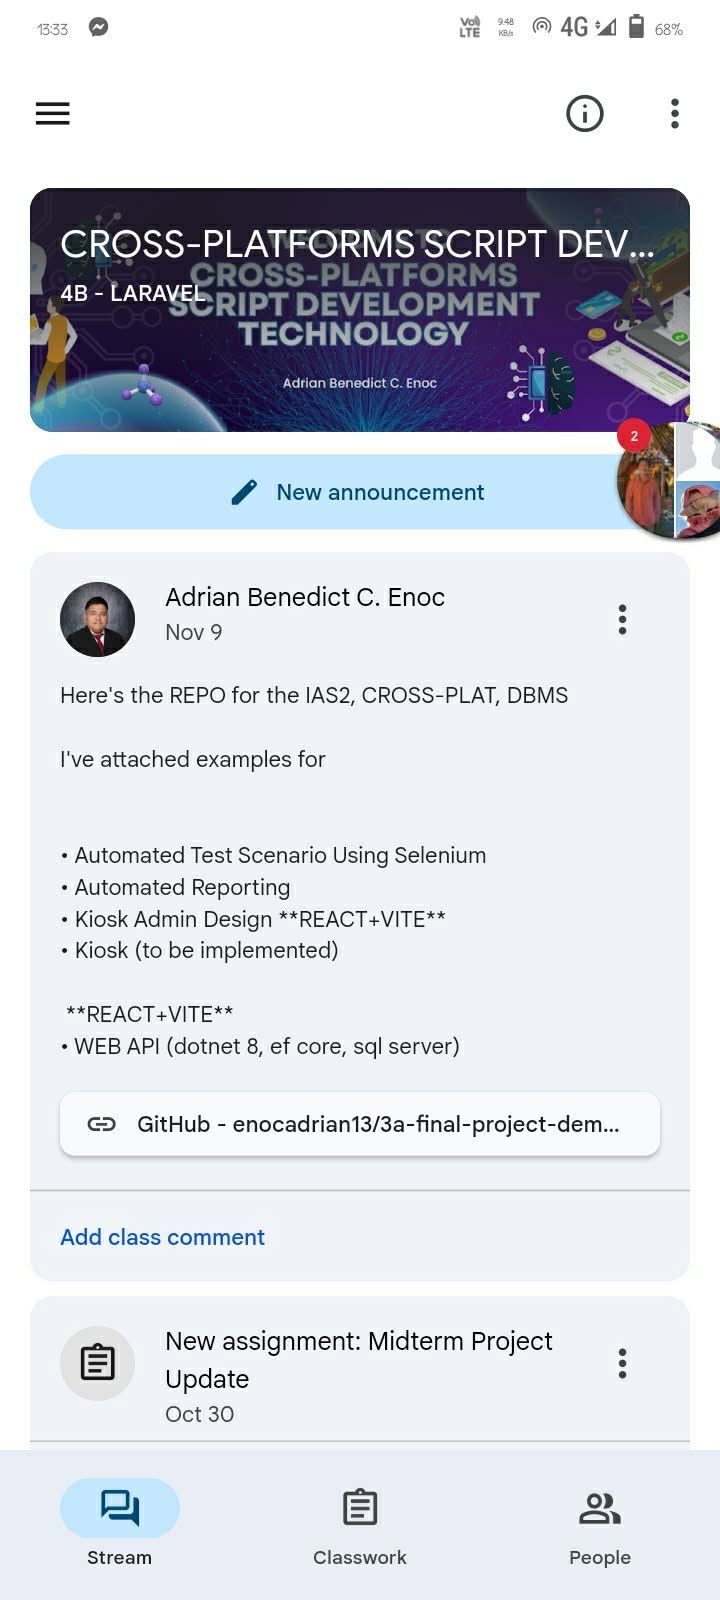 13:33
Vo) LTE
9.48 KB/s
4G
68%
CROSS-PLATFORMS SCRIPT DEV...
4B - LARAVEL
CROSS-PLATFORMS
SCRIPT DEVELOPMENT
TECHNOLOGY
Adrian Benedict C. Enoc
2
New announcement
Adrian Benedict C. Enoc
Nov 9
Here's the REPO for the IAS2, CROSS-PLAT, DBMS
I've attached examples for
• Automated Test Scenario Using Selenium
• Automated Reporting
• Kiosk Admin Design **REACT+VITE**
• Kiosk (to be implemented)
**REACT+VITE**
• WEB API (dotnet 8, ef core, sql server)
GitHub - enocadrian13/3a-final-project-dem...
Add class comment
New assignment: Midterm Project
Update
Oct 30
Stream
Classwork
People